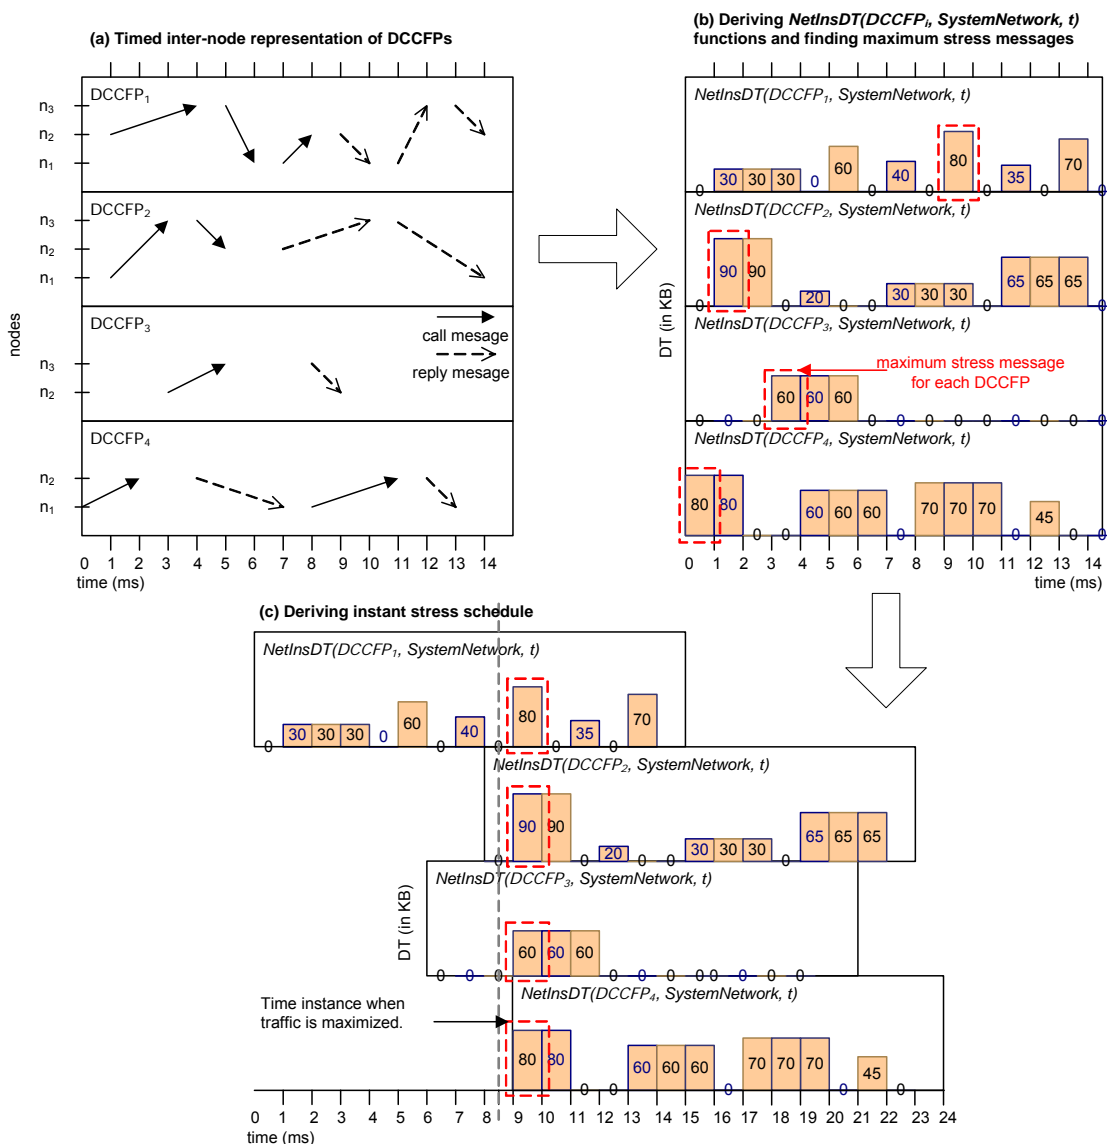 (a) Timed inter-node representation of DCCFPs
DCCFP1
n3
n2
n1
DCCFP2
n3
n2
n1
DCCFP3
call mesage
reply message
n3
n2
DCCFP4
n2
n1
nodes
0 1 2 3 4 5 6 7 8 9 10 11 12 13 14
time (ms)
(b) Deriving NetInsDT(DCCFPi, SystemNetwork, t)
functions and finding maximum stress messages
NetInsDT(DCCFP1, SystemNetwork, t)
0 30 30 30 0 60 0 40 0 80 0 35 0 70 0
NetInsDT(DCCFP2, SystemNetwork, t)
0 90 90 0 20 0 0 30 30 30 0 65 65 65 0
NetInsDT(DCCFP3, SystemNetwork, t)
maximum stress message
for each DCCFP
0 0 0 60 60 60 0 0 0 0 0 0 0 0 0
NetInsDT(DCCFP4, SystemNetwork, t)
80 80 0 0 60 60 60 0 70 70 70 0 45 0 0
DT (in KB)
0 1 2 3 4 5 6 7 8 9 10 11 12 13 14
time (ms)
(c) Deriving instant stress schedule
NetInsDT(DCCFP1, SystemNetwork, t)
0 30 30 30 0 60 0 40 0 80 0 35 0 70
NetInsDT(DCCFP2, SystemNetwork, t)
0 90 90 0 20 0 0 30 30 30 0 65 65 65
NetInsDT(DCCFP3, SystemNetwork, t)
0 0 0 60 60 60 0 0 0 0 0 0 0 0
DT (in KB)
NetInsDT(DCCFP4, SystemNetwork, t)
Time instance when
traffic is maximized.
80 80 0 0 60 60 60 0 70 70 70 0 45 0
0 1 2 3 4 5 6 7 8 9 10 11 12 13 14 15 16 17 18 19 20 21 22 23 24
time (ms)